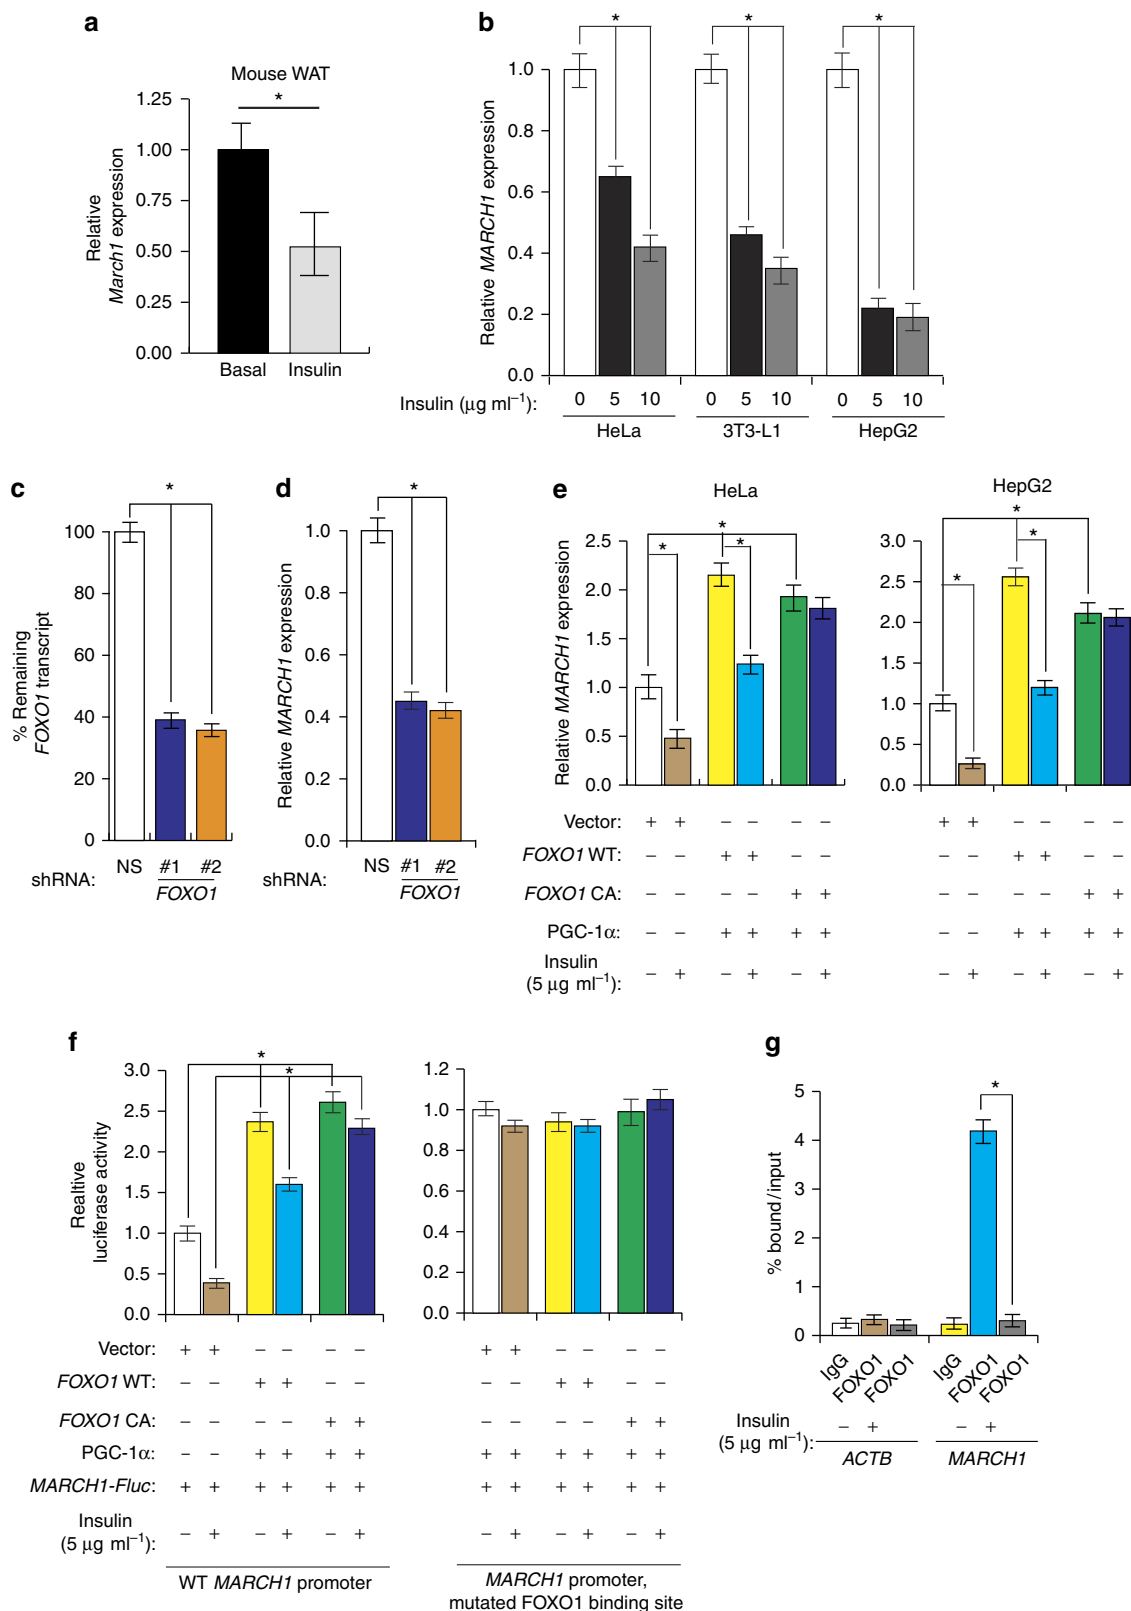 a
Mouse WAT
*
Relative
March1 expression
1.25
1.00
0.75
0.50
0.25
0.00
Basal Insulin
b
* * *
Relative MARCH1 expression
1.0
0.8
0.6
0.4
0.2
0.0
Insulin (µg ml–1): 0 5 10 0 5 10 0 5 10
HeLa 3T3-L1 HepG2
c
*
% Remaining
FOXO1 transcript
100
80
60
40
20
0
shRNA: NS #1 #2
FOXO1
d
*
Relative MARCH1 expression
1.0
0.8
0.6
0.4
0.2
0.0
shRNA: NS #1 #2
FOXO1
e
HeLa
* * *
Relative MARCH1 expression
2.5
2.0
1.5
1.0
0.5
0.0
HepG2
* * *
3.0
2.5
2.0
1.5
1.0
0.5
0.0
Vector: + + – – – – + + – – – –
FOXO1 WT: – – + + – – – – + + – –
FOXO1 CA: – – – – + + – – – – + +
PGC-1α: – – + + + + – – + + + +
Insulin
(5 µg ml–1): – + – + – + – + – + – +
f
* *
Realtive
luciferase activity
3.0
2.5
2.0
1.5
1.0
0.5
0.0
1.2
1.0
0.8
0.6
0.4
0.2
0.0
Vector: + + – – – – + + – – – –
FOXO1 WT: – – + + – – – – + + – –
FOXO1 CA: – – – – + + – – – – + +
PGC-1α: – – + + + + + + + + + +
MARCH1-Fluc: + + + + + + + + + + + +
Insulin
(5 µg ml–1): – + – + – + – + – + – +
WT MARCH1 promoter
MARCH1 promoter,
mutated FOXO1 binding site
g
*
% bound/input
5
4
3
2
1
0
IgG FOXO1 FOXO1 IgG FOXO1 FOXO1
Insulin
(5 µg ml–1): – + – +
ACTB MARCH1